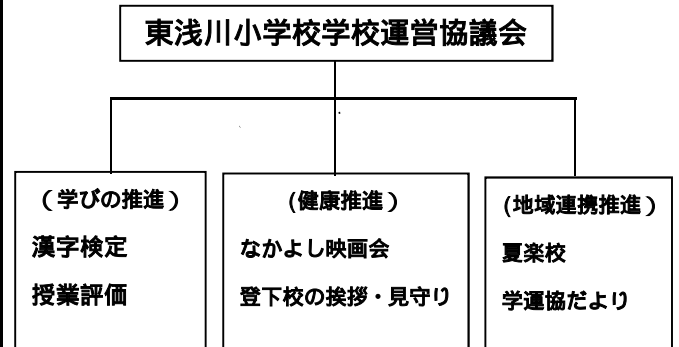 東浅川小学校学校運営協議会
（学びの推進）
漢字検定
授業評価
(健康推進）
なかよし映画会
登下校の挨拶・見守り
(地域連携推進）
夏楽校
学運協だより